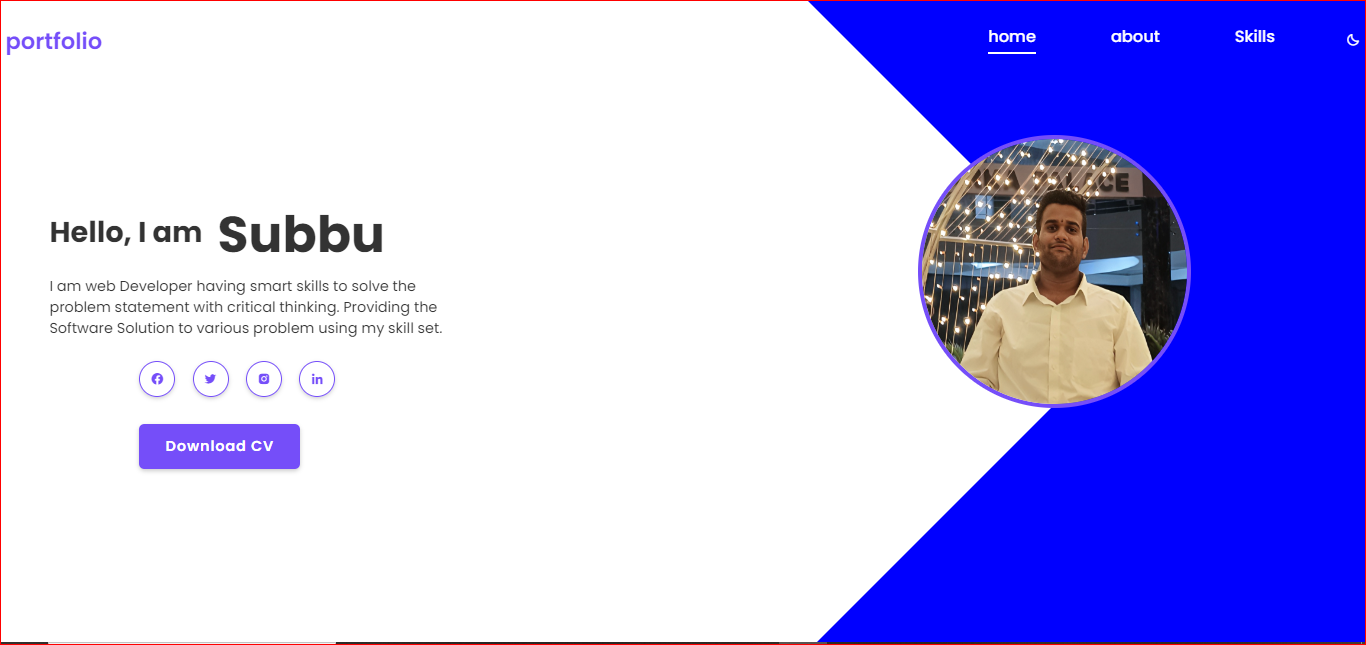 portfolio
home
about
Skills
Hello, I am Subbu
I am web Developer having smart skills to solve the
problem statement with critical thinking. Providing the
Software Solution to various problem using my skill set.
in
Download CV